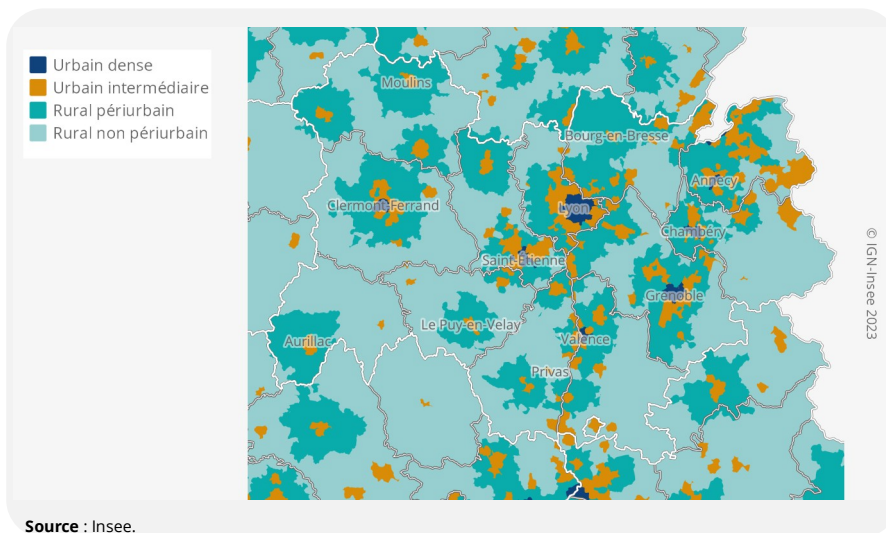 Urbain dense
Urbain intermédiaire
Rural périurbain
Rural non périurbain
Moulins
Bourg-en-Bresse
Annecy
Clermont-Ferrand
Lyon
Chambéry
Saint-Étienne
Grenoble
Le Puy-en-Velay
Aurillac
Valence
Privas
© IGN-Insee 2023
Source : Insee.